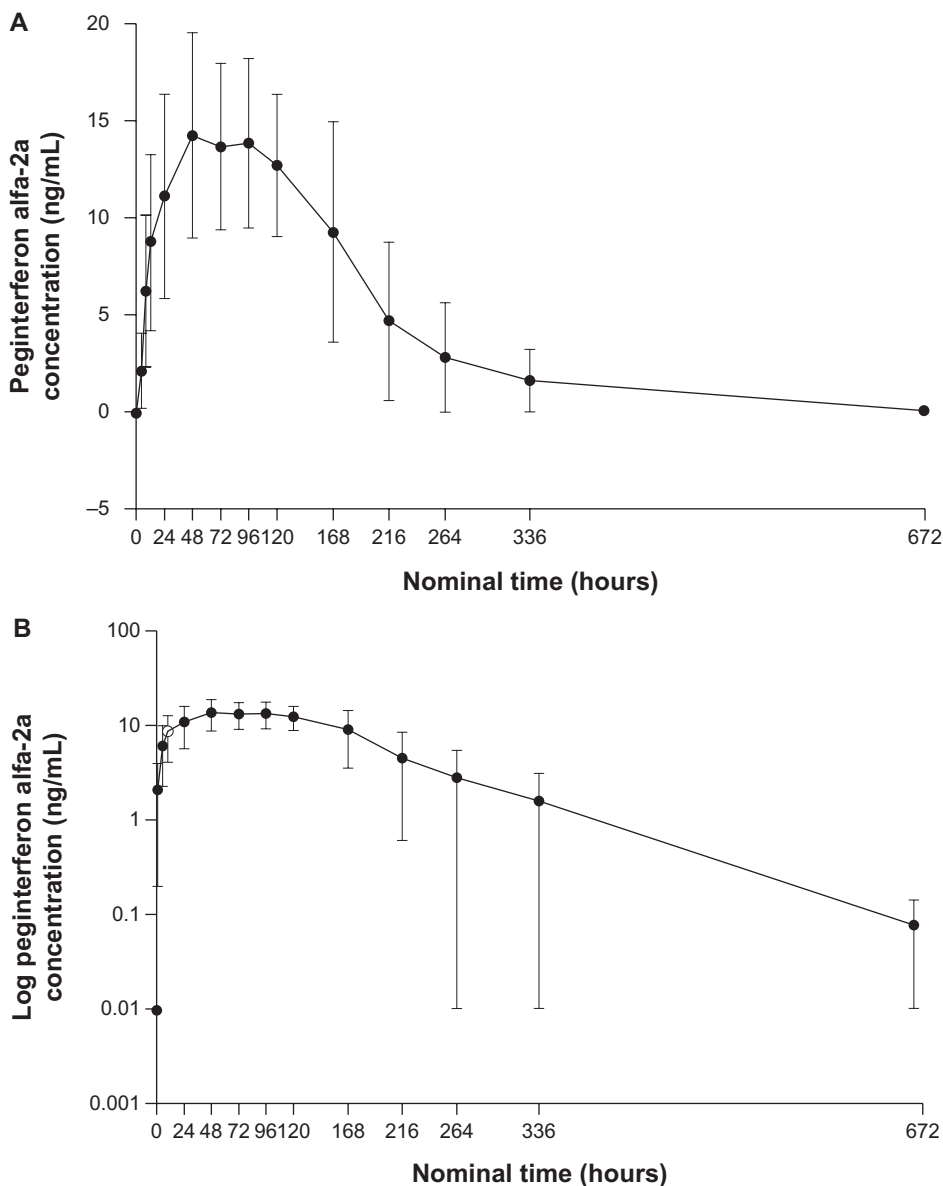 A
20
15
10
5
0
–5
Peginterferon alfa-2a
concentration (ng/mL)
0 24 48 72 96 120 168 216 264 336 672
Nominal time (hours)
B
100
10
1
0.1
0.01
0.001
Log peginterferon alfa-2a
concentration (ng/mL)
0 24 48 72 96 120 168 216 264 336 672
Nominal time (hours)